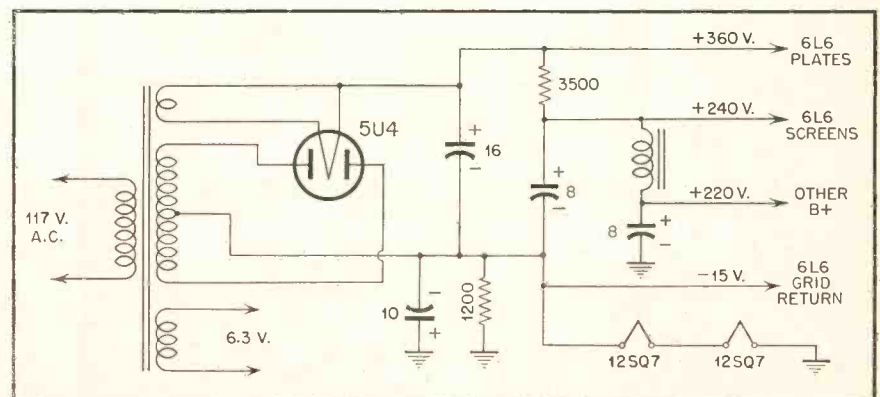 +360 V.
6L6
PLATES
3500
+240 V.
6L6
SCREENS
5U4
+
16
−
+
8
−
+220 V.
OTHER
B+
8
+
−
117 V.
A.C.
−15 V.
6L6
GRID
RETURN
−
10
+
1200
6.3 V.
12SQ7
12SQ7